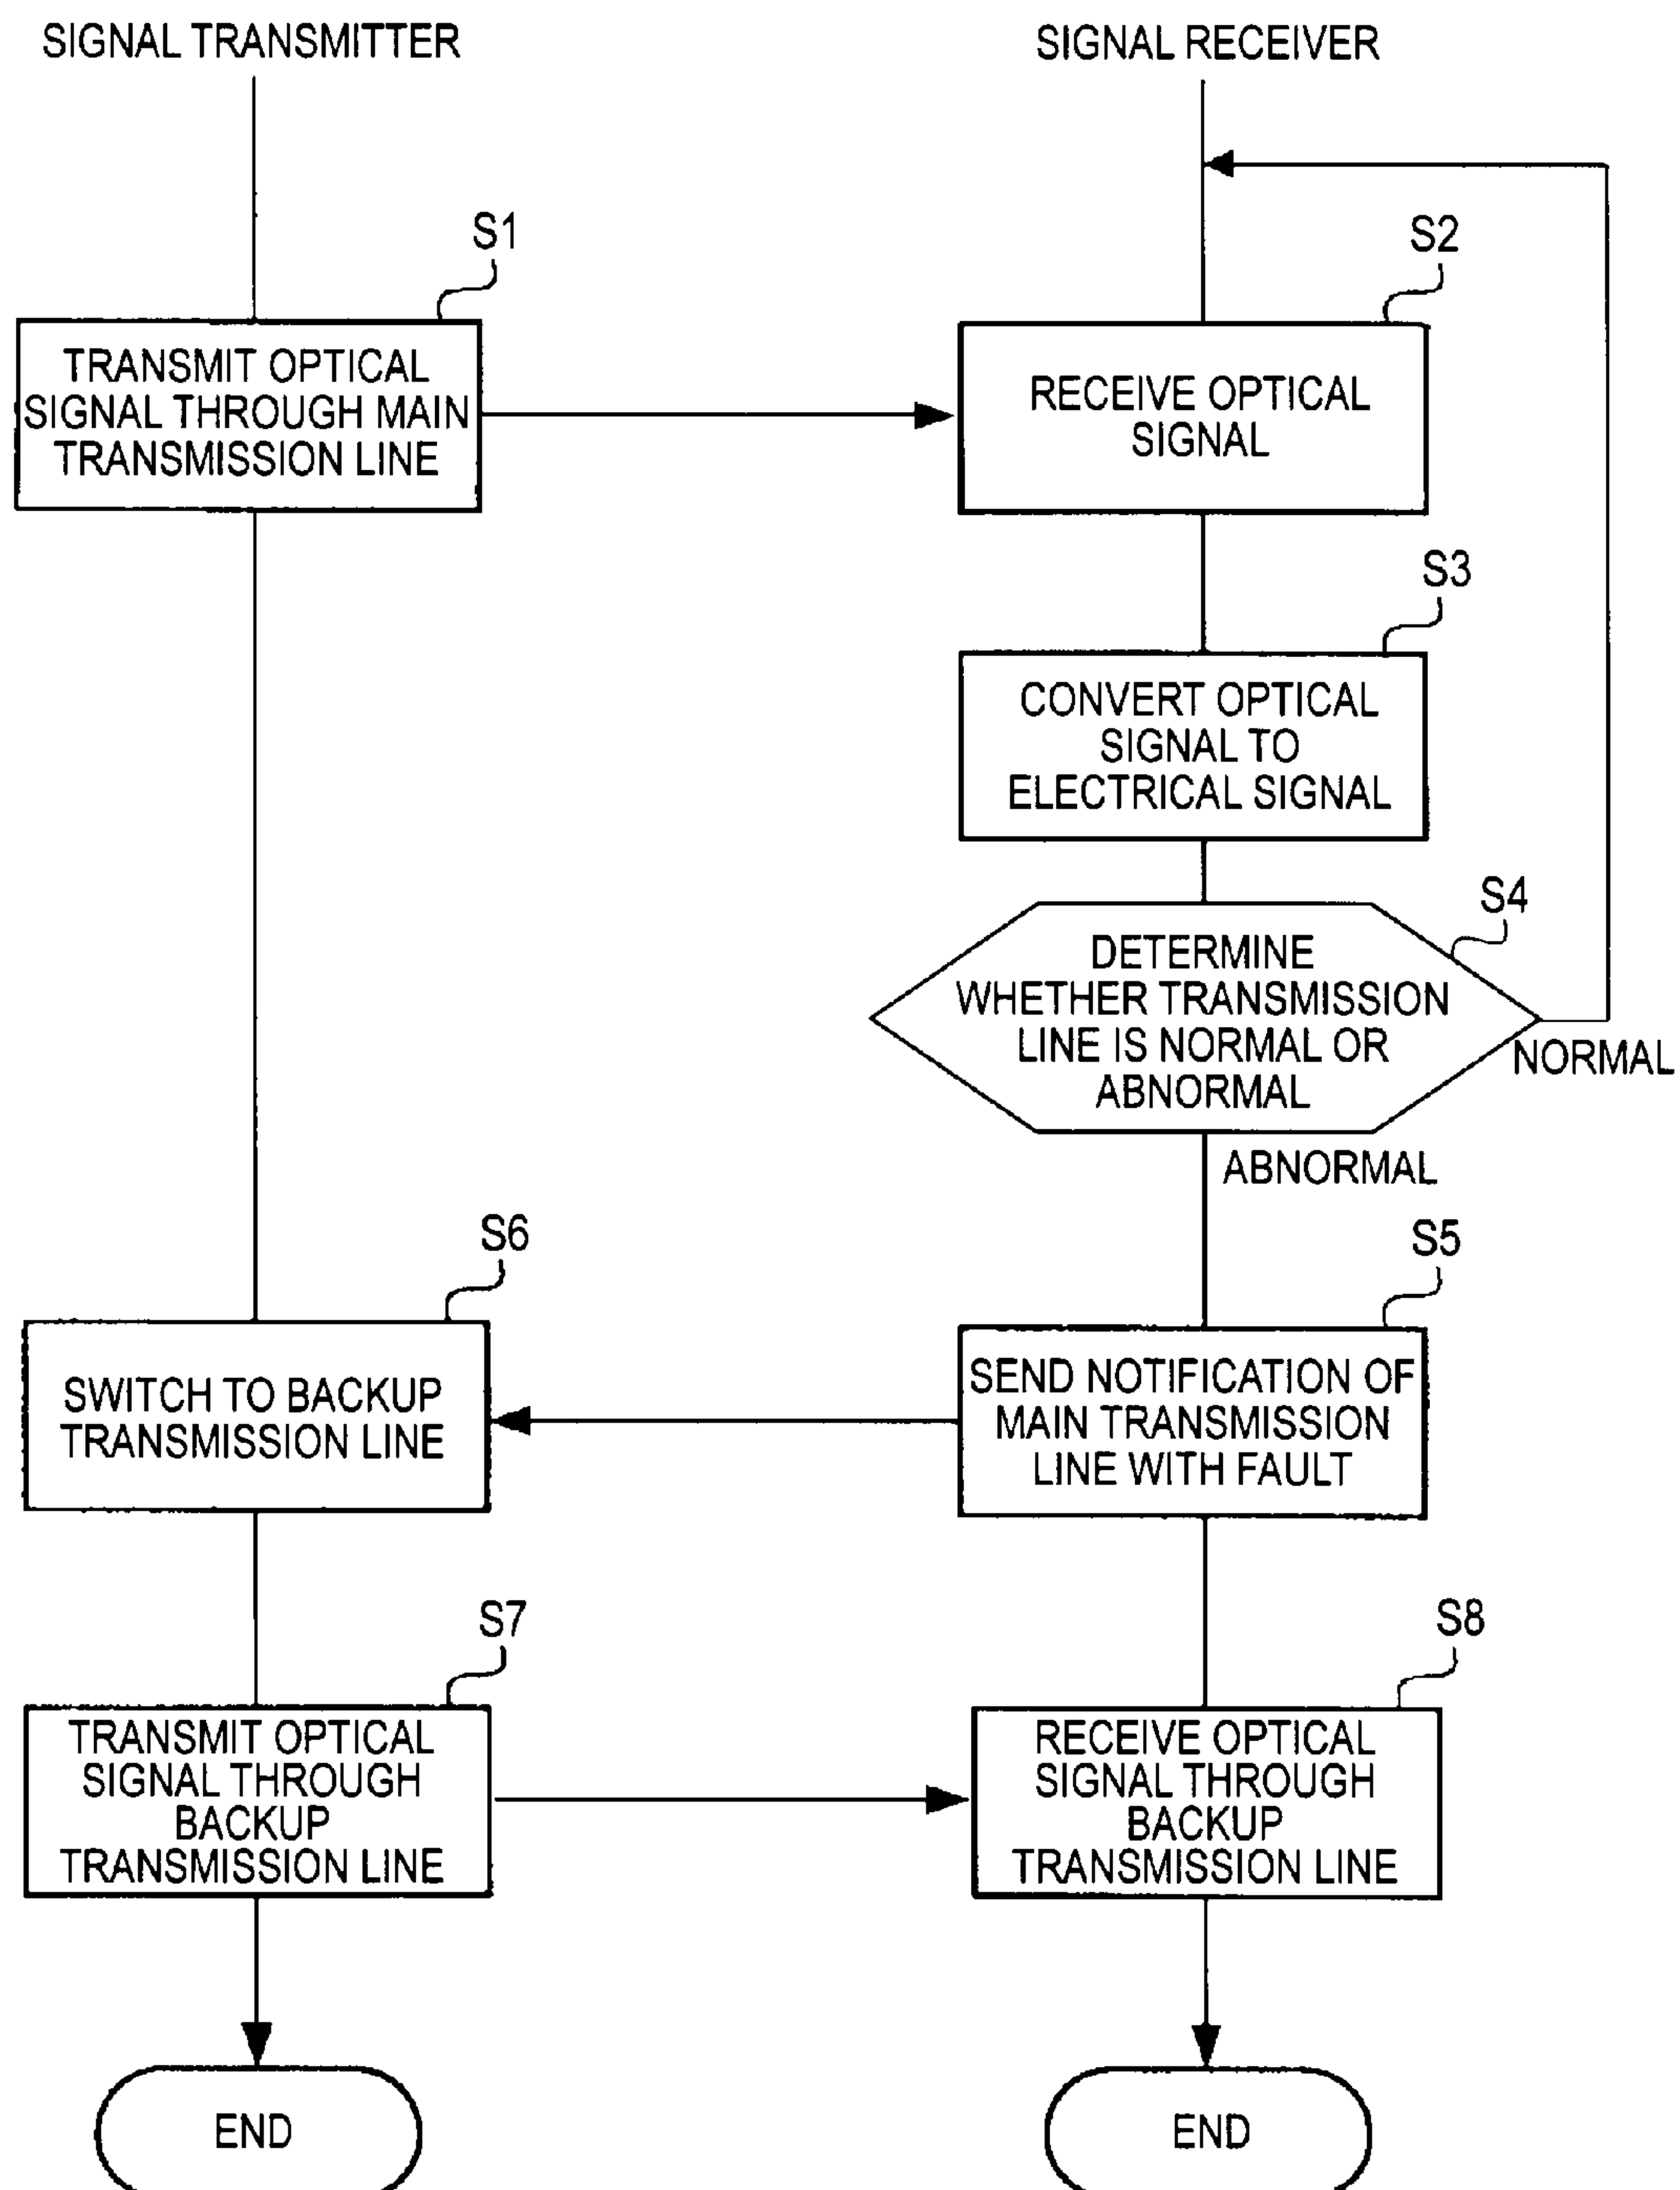 SIGNAL TRANSMITTER
SIGNAL RECEIVER
S1
TRANSMIT OPTICAL
SIGNAL THROUGH MAIN
TRANSMISSION LINE
S2
RECEIVE OPTICAL
SIGNAL
S3
CONVERT OPTICAL
SIGNAL TO
ELECTRICAL SIGNAL
S4
DETERMINE
WHETHER TRANSMISSION
LINE IS NORMAL OR
ABNORMAL
NORMAL
ABNORMAL
S5
SEND NOTIFICATION OF
MAIN TRANSMISSION
LINE WITH FAULT
S6
SWITCH TO BACKUP
TRANSMISSION LINE
S7
TRANSMIT OPTICAL
SIGNAL THROUGH
BACKUP
TRANSMISSION LINE
S8
RECEIVE OPTICAL
SIGNAL THROUGH
BACKUP
TRANSMISSION LINE
END
END